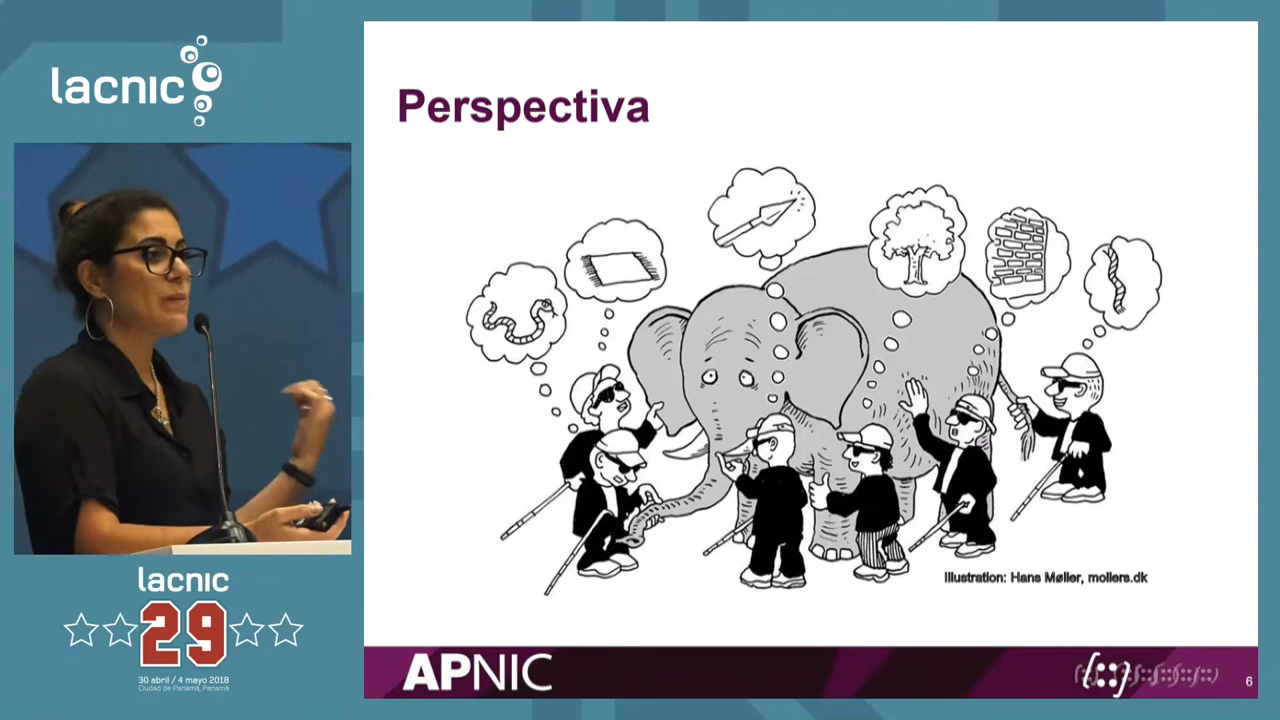 lacnic
Perspectiva
Illustration: Hans Møller, mollers.dk
lacnic
29
30 abril / 4 mayo 2018
Ciudad de Panamá, Panamá
APNIC
6